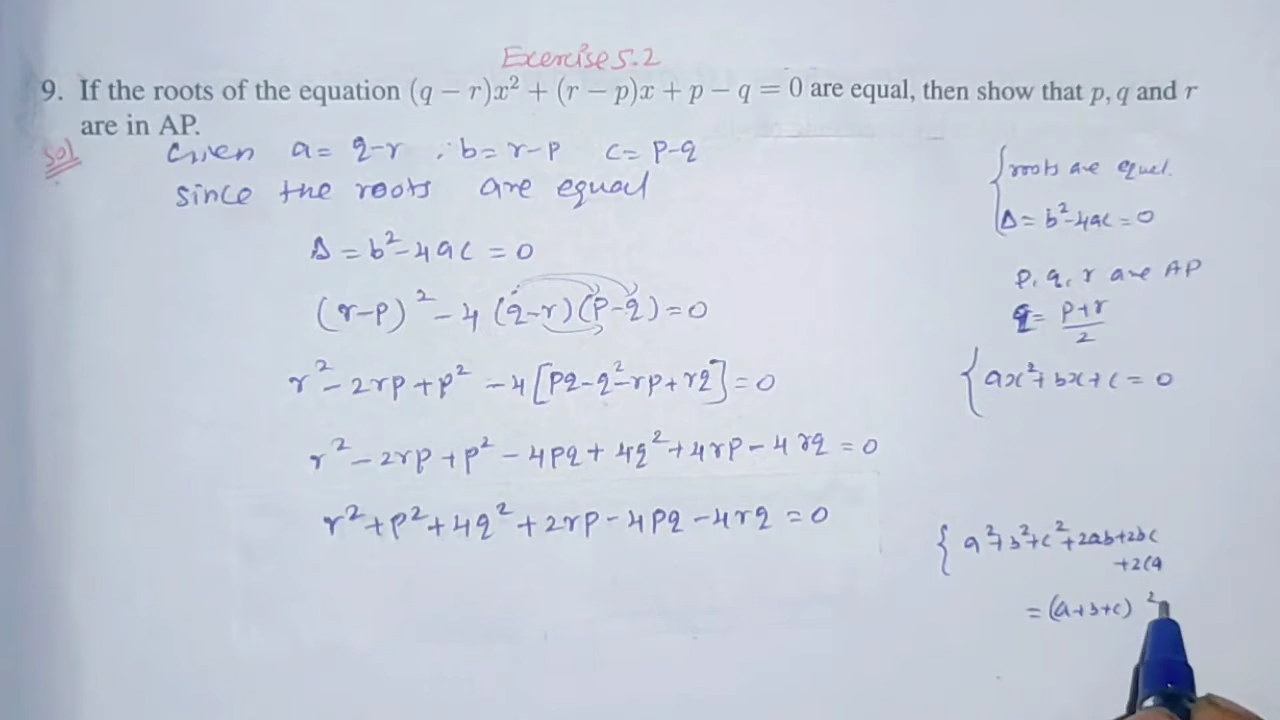 Exercise 5.2
9. If the roots of the equation (q − r)x² + (r − p)x + p − q = 0 are equal, then show that p, q and r
are in AP.
Sol Given a = q-r , b = r-p c = p-q
since the roots are equal
Δ = b²-4ac = 0
(r-p)² - 4 (q-r)(p-q) = 0
r² - 2rp + p² - 4[pq-q²-rp+rq] = 0
r² - 2rp + p² - 4pq + 4q² + 4rp - 4rq = 0
r² + p² + 4q² + 2rp - 4pq - 4rq = 0
roots are equal.
Δ = b²-4ac = 0
p, q, r are AP
q = p+r/2
ax² + bx + c = 0
a²+b²+c²+2ab+2bc
+2ca
= (a+b+c)²